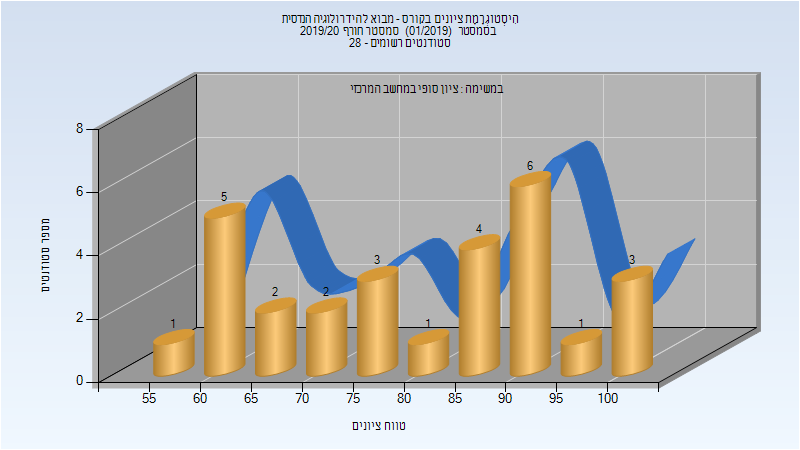 היסטוגרמת ציונים בקורס - מבוא להידרולוגיה הנדסית
בסמסטר (01/2019) סמסטר חורף 2019/20
סטודנטים רשומים - 28
במשימה : ציון סופי במחשב המרכזי
מספר סטודנטים
8
6
4
2
0
1
5
2
2
3
1
4
6
1
3
55 60 65 70 75 80 85 90 95 100
טווח ציונים